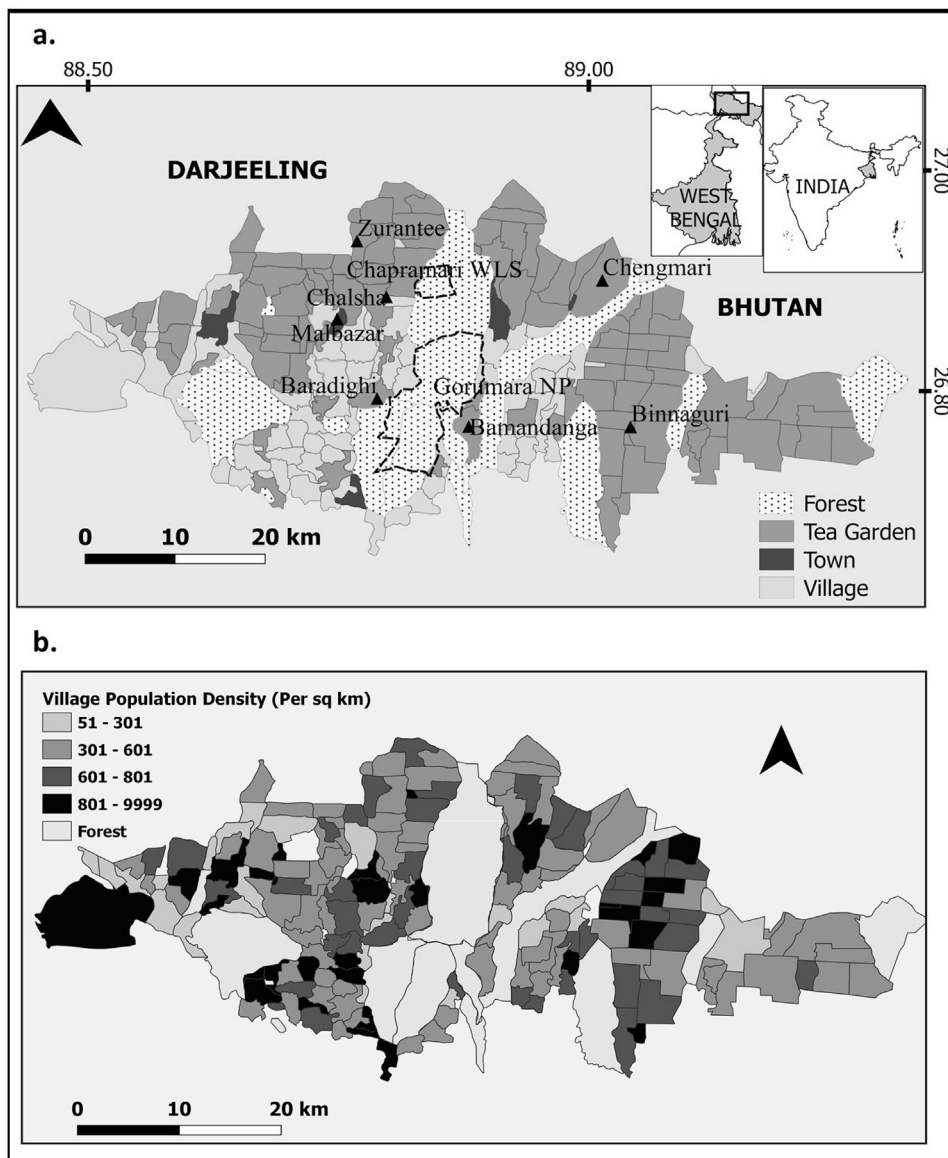 a.
88.50
89.00
27.00
26.80
DARJEELING
WEST
BENGAL
INDIA
Zurantee
Chapramari WLS
Chengmari
Chalsha
BHUTAN
Malbazar
Baradighi
Gorumara NP
Bamandanga
Binnaguri
Forest
Tea Garden
Town
Village
0 10 20 km
b.
Village Population Density (Per sq km)
51 - 301
301 - 601
601 - 801
801 - 9999
Forest
0 10 20 km